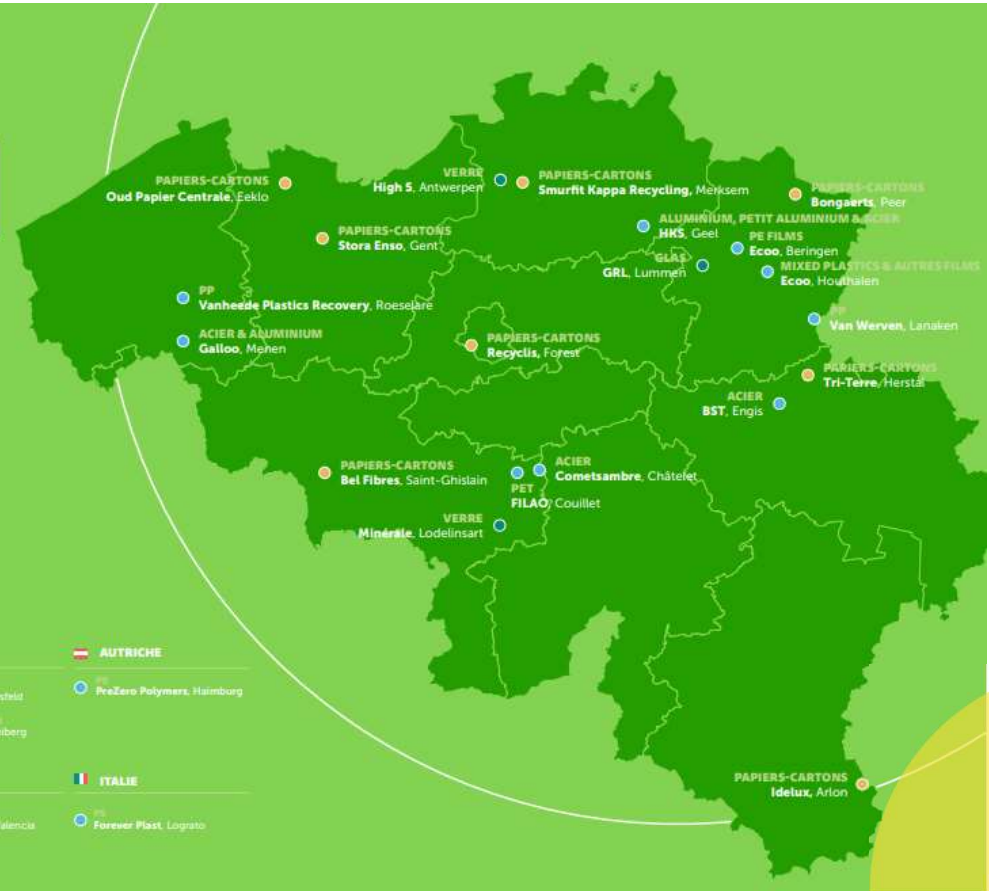 PAPIERS-CARTONS
Oud Papier Centrale, Eeklo
VERRE
High 5, Antwerpen
PAPIERS-CARTONS
Smurfit Kappa Recycling, Merksem
PAPIERS-CARTONS
Bongaerts, Peer
PAPIERS-CARTONS
Stora Enso, Gent
ALUMINIUM, PETIT ALUMINIUM & ACIER
HKS, Geel
PE FILMS
Ecoo, Beringen
GLAS
GRL, Lummen
MIXED PLASTICS & AUTRES FILMS
Ecoo, Houthalen
PP
Vanheede Plastics Recovery, Roeselare
PP
Van Werven, Lanaken
ACIER & ALUMINIUM
Galloo, Menen
PAPIERS-CARTONS
Recyclis, Forest
PAPIERS-CARTONS
Tri-Terre, Herstal
ACIER
BST, Engis
PAPIERS-CARTONS
Bel Fibres, Saint-Ghislain
ACIER
Cometsambre, Châtelet
PET
FILAO, Couillet
VERRE
Minérale, Lodelinsart
AUTRICHE
PS
PreZero Polymers, Haimburg
sfeld
iberg
ITALIE
PS
Forever Plast, Lograto
alencia
PAPIERS-CARTONS
Idelux, Arlon